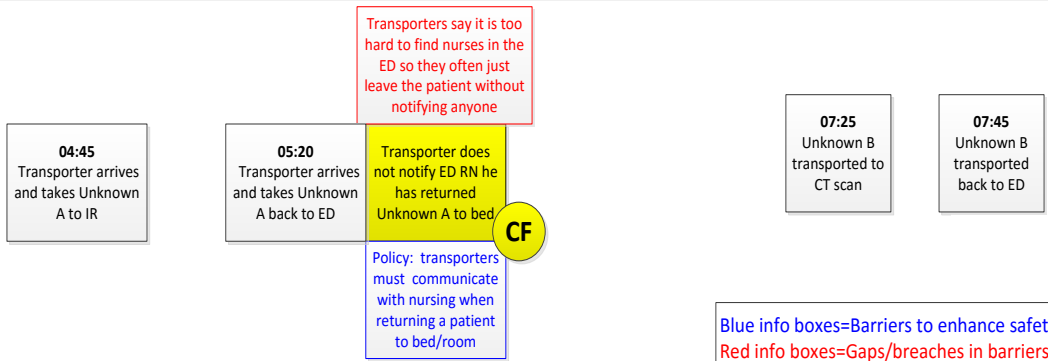 Transporters say it is too
hard to find nurses in the
ED so they often just
leave the patient without
notifying anyone
04:45
Transporter arrives
and takes Unknown
A to IR
05:20
Transporter arrives
and takes Unknown
A back to ED
Transporter does
not notify ED RN he
has returned
Unknown A to bed
CF
Policy: transporters
must communicate
with nursing when
returning a patient
to bed/room
07:25
Unknown B
transported to
CT scan
07:45
Unknown B
transported
back to ED
Blue info boxes=Barriers to enhance safet
Red info boxes=Gaps/breaches in barriers